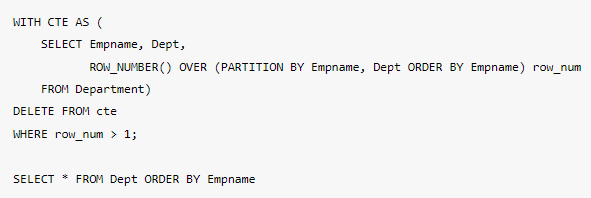 WITH CTE AS (
SELECT Empname, Dept,
ROW_NUMBER() OVER (PARTITION BY Empname, Dept ORDER BY Empname) row_num
FROM Department)
DELETE FROM cte
WHERE row_num > 1;
SELECT * FROM Dept ORDER BY Empname